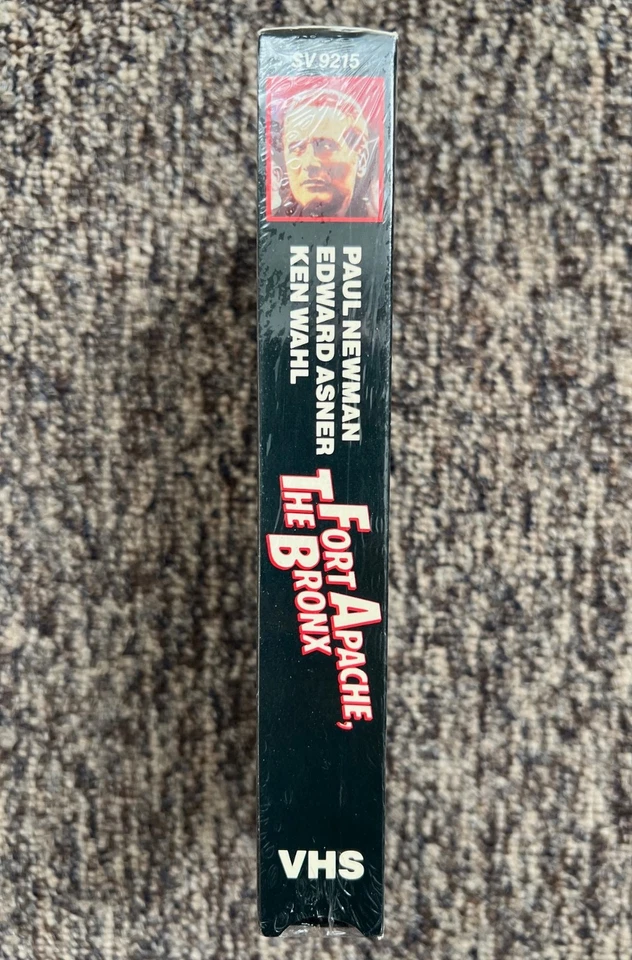 SV 9215
PAUL NEWMAN
EDWARD ASNER
KEN WAHL
FORT APACHE,
THE BRONX
VHS